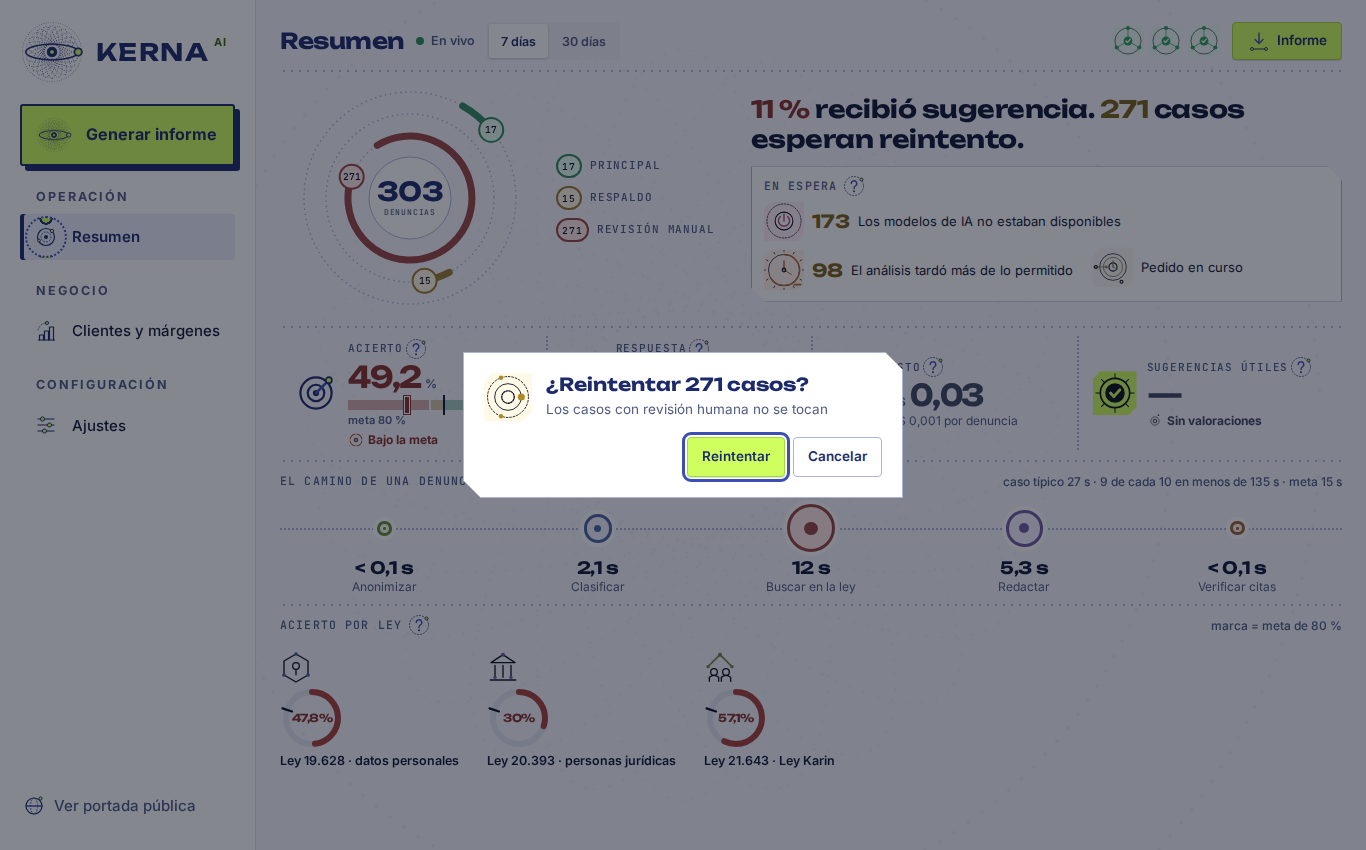 KERNA AI
Generar informe
OPERACIÓN
Resumen
NEGOCIO
Clientes y márgenes
CONFIGURACIÓN
Ajustes
Ver portada pública
Resumen
En vivo
7 días
30 días
Informe
17
271
303
DENUNCIAS
15
17 PRINCIPAL
15 RESPALDO
271 REVISIÓN MANUAL
11 % recibió sugerencia. 271 casos
esperan reintento.
EN ESPERA ?
173 Los modelos de IA no estaban disponibles
98 El análisis tardó más de lo permitido
Pedido en curso
ACIERTO ?
49,2 %
meta 80 %
Bajo la meta
RESPUESTA ?
?
0,03
0,001 por denuncia
SUGERENCIAS ÚTILES ?
—
Sin valoraciones
¿Reintentar 271 casos?
Los casos con revisión humana no se tocan
Reintentar
Cancelar
EL CAMINO DE UNA
caso típico 27 s · 9 de cada 10 en menos de 135 s · meta 15 s
< 0,1 s
Anonimizar
2,1 s
Clasificar
12 s
Buscar en la ley
5,3 s
Redactar
< 0,1 s
Verificar citas
ACIERTO POR LEY ?
marca = meta de 80 %
47,8%
Ley 19.628 · datos personales
30%
Ley 20.393 · personas jurídicas
57,1%
Ley 21.643 · Ley Karin